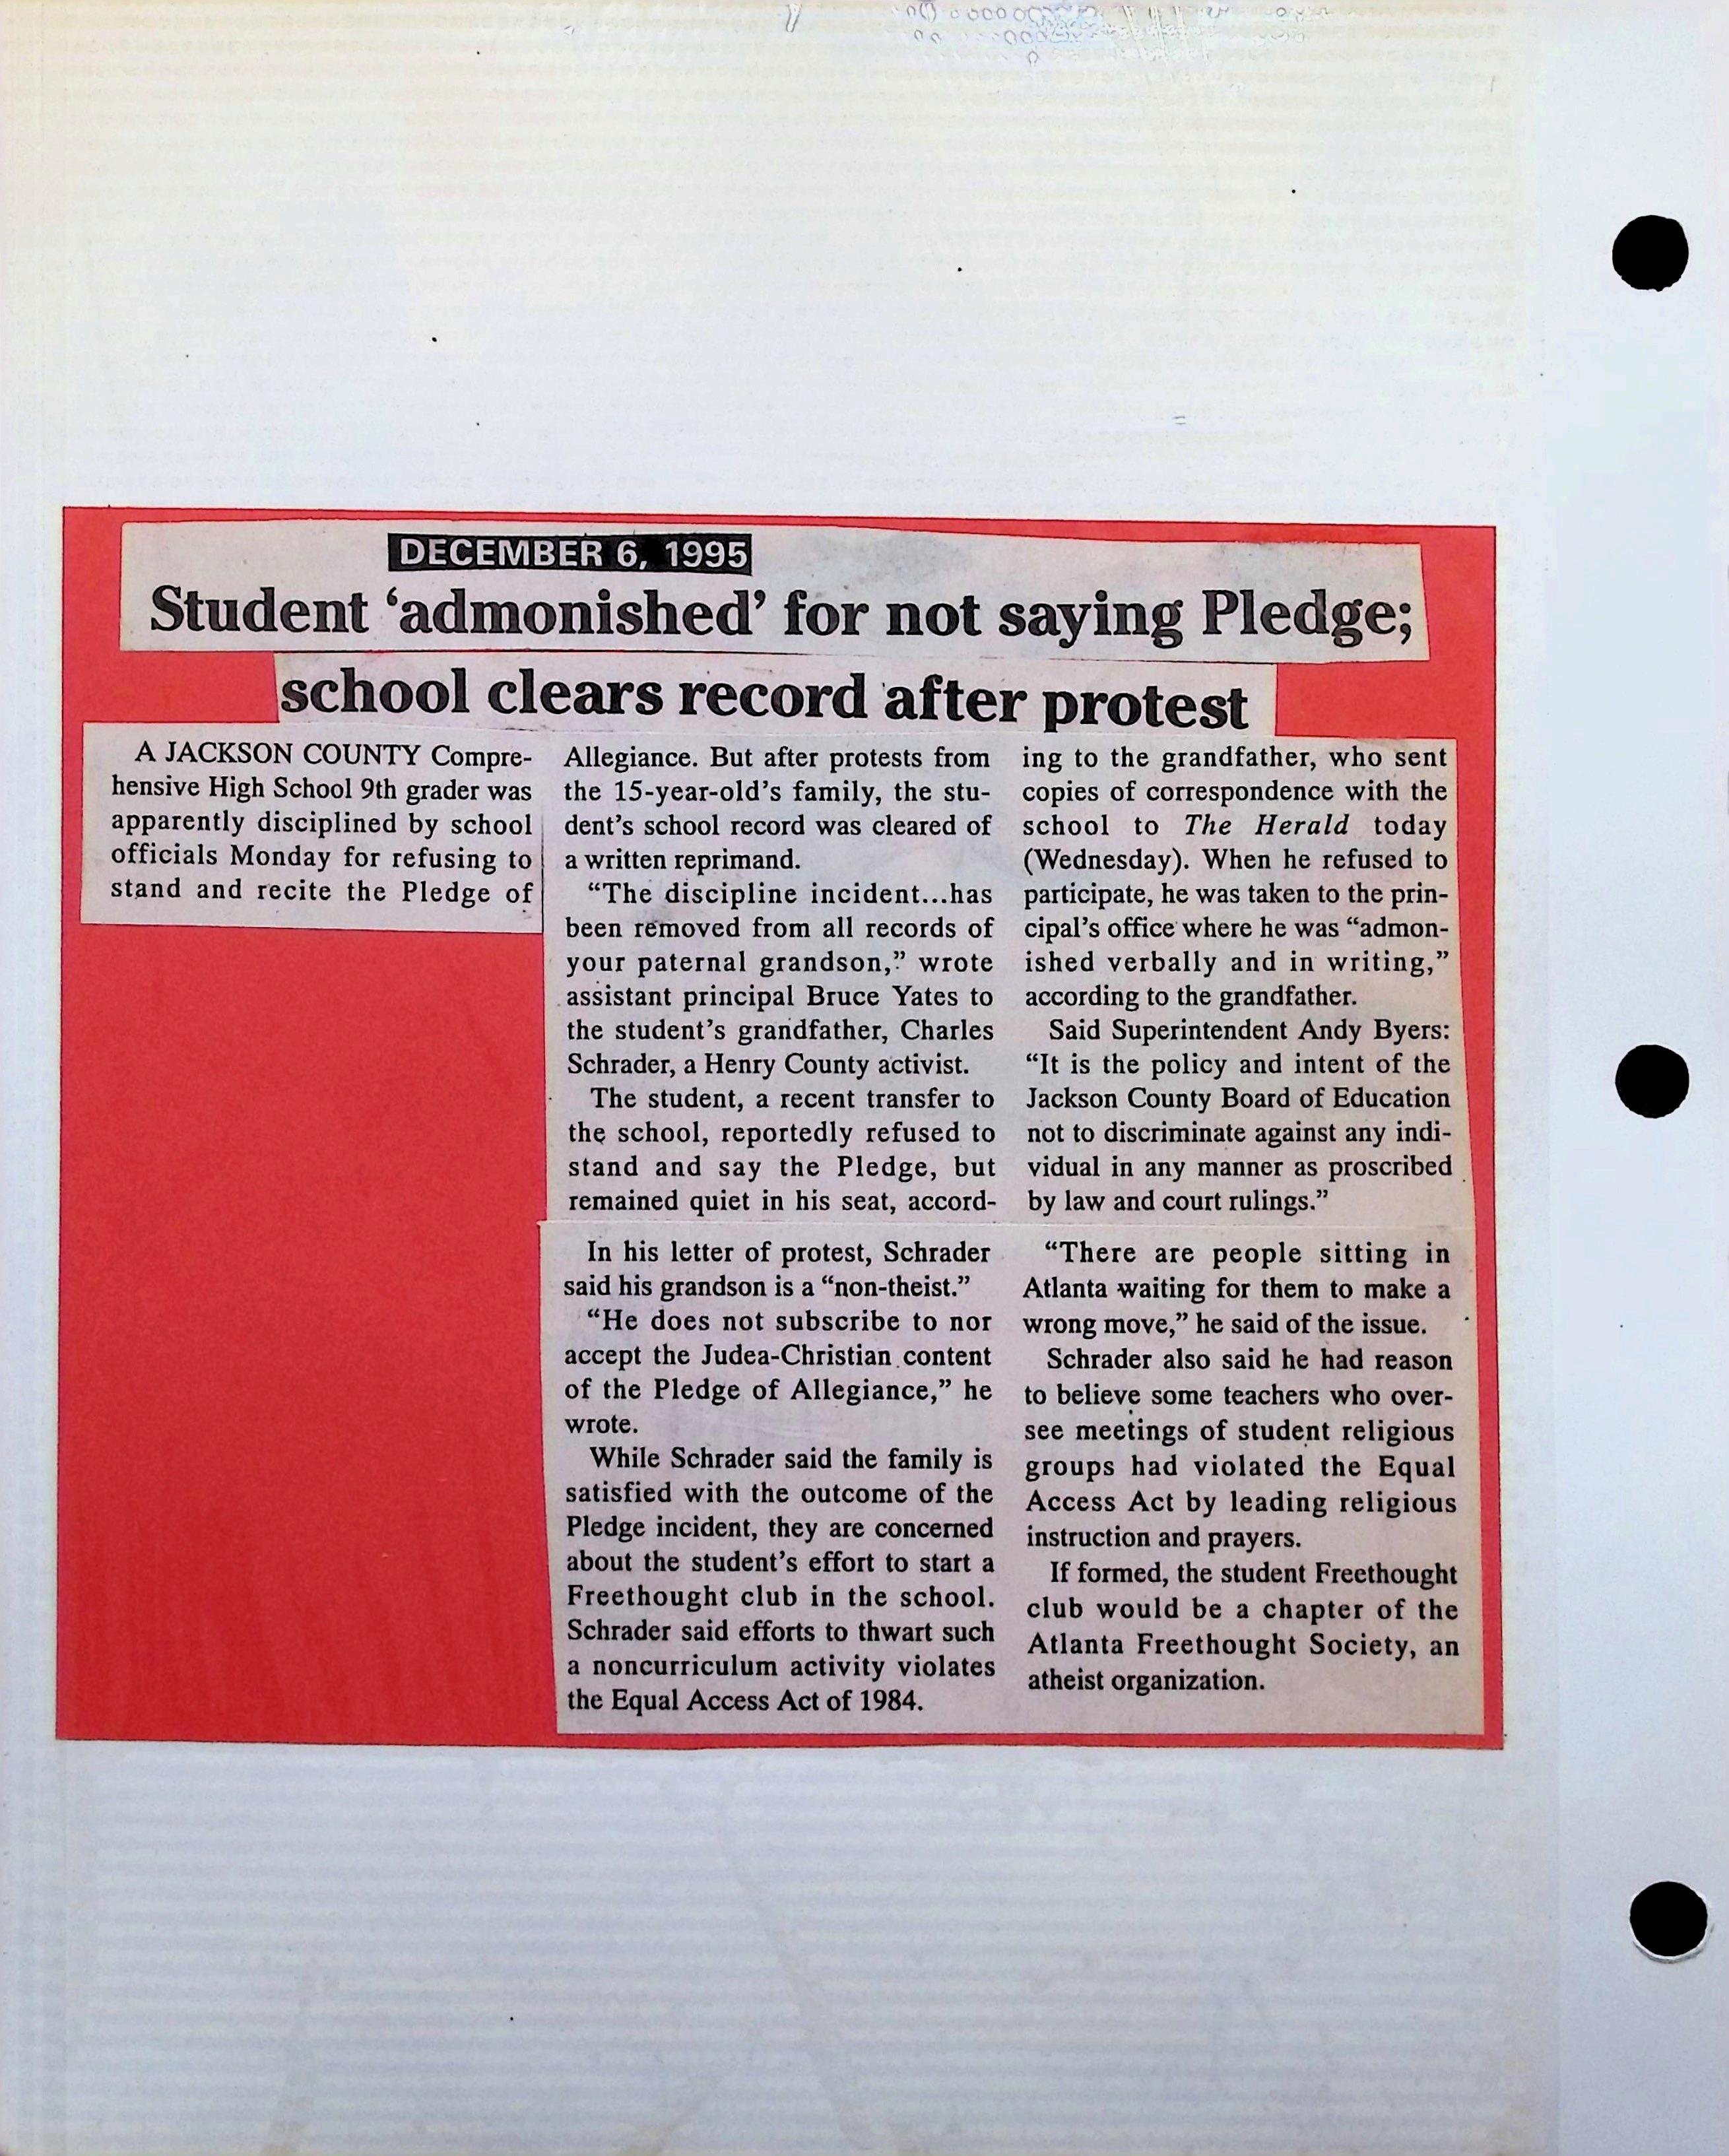 DECEMBER 6, 1995
Student ‘admonished’ for not saying Pledge;
school clears record after protest
A JACKSON COUNTY Compre-
hensive High School 9th grader was
apparently disciplined by school
officials Monday for refusing to
stand and recite the Pledge of
Allegiance. But after protests from
the 15-year-old’s family, the stu-
dent’s school record was cleared of
a written reprimand.
“The discipline incident...has
been removed from all records of
your paternal grandson,” wrote
assistant principal Bruce Yates to
the student’s grandfather, Charles
Schrader, a Henry County activist.
The student, a recent transfer to
the school, reportedly refused to
stand and say the Pledge, but
remained quiet in his seat, accord-
ing to the grandfather, who sent
copies of correspondence with the
school to The Herald today
(Wednesday). When he refused to
participate, he was taken to the prin-
cipal’s office where he was “admon-
ished verbally and in writing,”
according to the grandfather.
Said Superintendent Andy Byers:
“It is the policy and intent of the
Jackson County Board of Education
not to discriminate against any indi-
vidual in any manner as proscribed
by law and court rulings.”
In his letter of protest, Schrader
said his grandson is a “non-theist.”
“He does not subscribe to nor
accept the Judea-Christian content
of the Pledge of Allegiance,” he
wrote.
While Schrader said the family is
satisfied with the outcome of the
Pledge incident, they are concerned
about the student’s effort to start a
Freethought club in the school.
Schrader said efforts to thwart such
a noncurriculum activity violates
the Equal Access Act of 1984.
“There are people sitting in
Atlanta waiting for them to make a
wrong move,” he said of the issue.
Schrader also said he had reason
to believe some teachers who over-
see meetings of student religious
groups had violated the Equal
Access Act by leading religious
instruction and prayers.
If formed, the student Freethought
club would be a chapter of the
Atlanta Freethought Society, an
atheist organization.